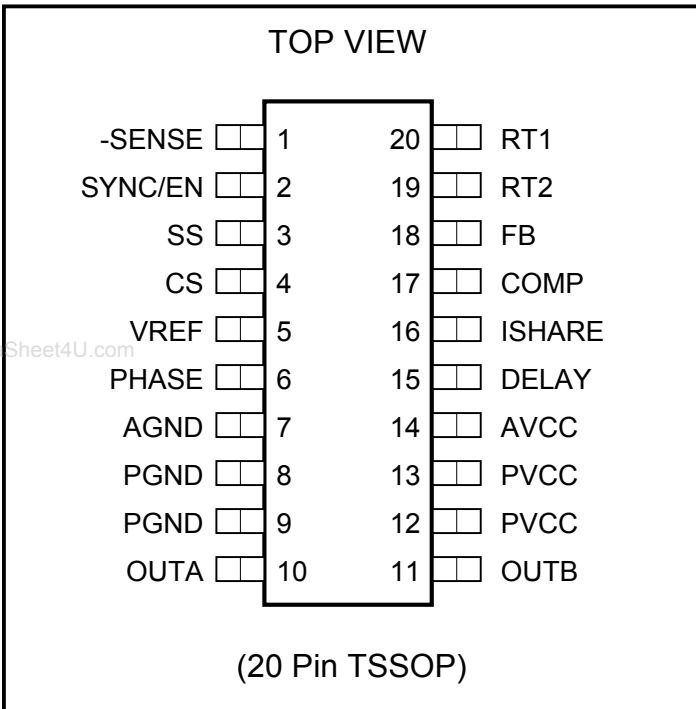 TOP VIEW
-SENSE 1 20 RT1
SYNC/EN 2 19 RT2
SS 3 18 FB
CS 4 17 COMP
VREF 5 16 ISHARE
Sheet4U.com
PHASE 6 15 DELAY
AGND 7 14 AVCC
PGND 8 13 PVCC
PGND 9 12 PVCC
OUTA 10 11 OUTB
(20 Pin TSSOP)